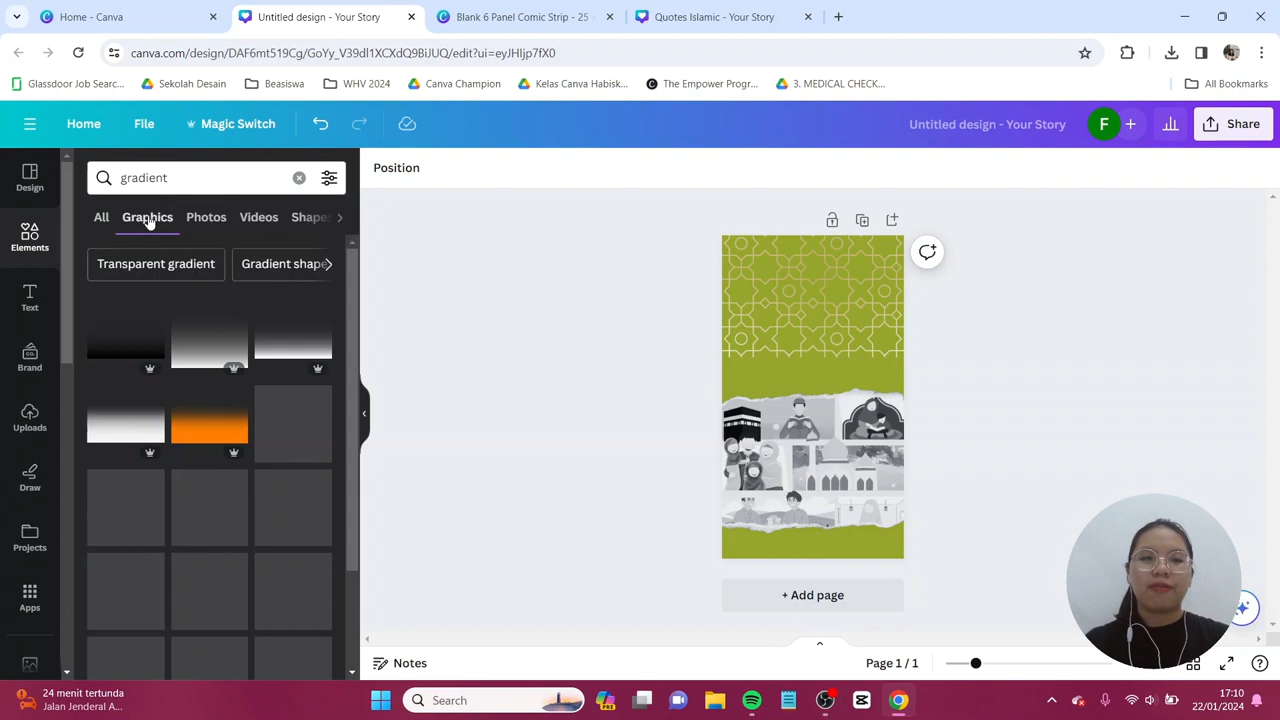 Home - Canva
Untitled design - Your Story
Blank 6 Panel Comic Strip - 25
Quotes Islamic - Your Story
canva.com/design/DAF6mt519Cg/GoYy_V39dl1XCXdQ9BiJUQ/edit?ui=eyJHIjp7fX0
Glassdoor Job Searc...
Sekolah Desain
Beasiswa
WHV 2024
Canva Champion
Kelas Canva Habisk...
The Empower Progr...
3. MEDICAL CHECK...
All Bookmarks
Home
File
Magic Switch
Untitled design - Your Story
F
Share
Design
Elements
Text
Brand
Uploads
Draw
Projects
Apps
gradient
All
Graphics
Photos
Videos
Shape
Transparent gradient
Gradient shape
Position
+ Add page
Notes
Page 1 / 1
24 menit tertunda
Jalan Jenderal A...
Search
17:10
22/01/2024